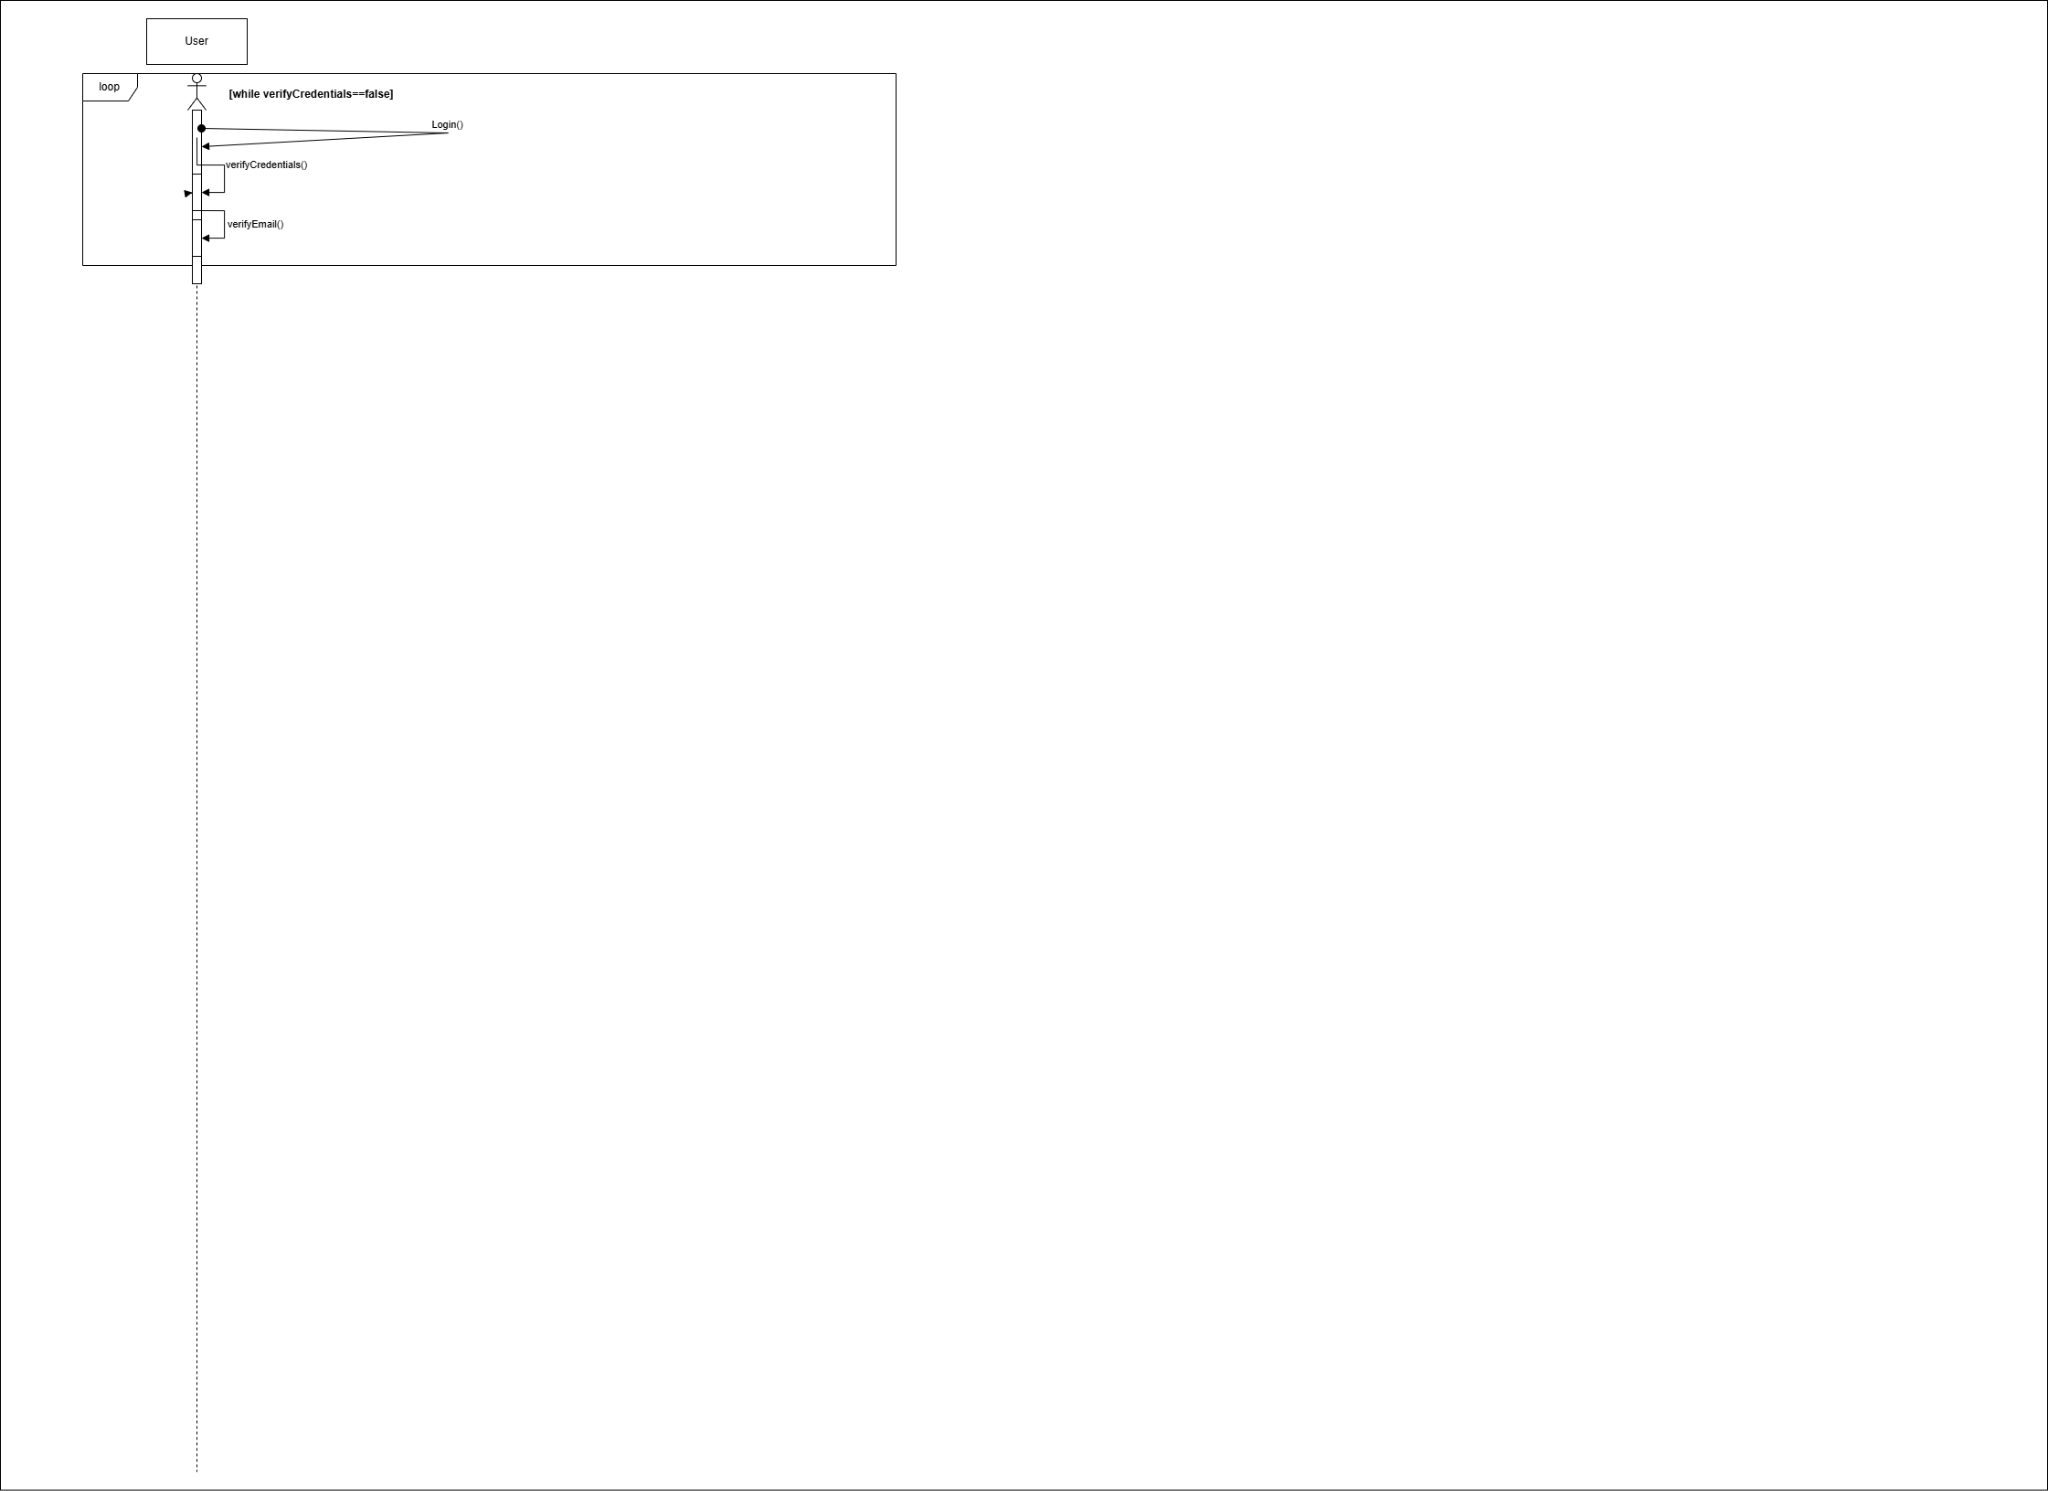 User
loop
[while verifyCredentials==false]
Login()
verifyCredentials()
verifyEmail()